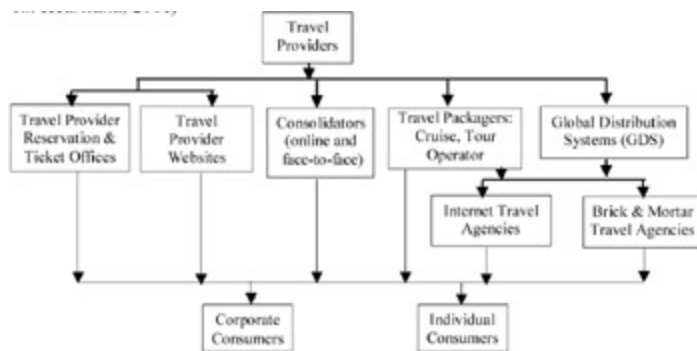 Travel
Providers
Travel Provider
Reservation &
Ticket Offices
Travel
Provider
Websites
Consolidators
(online and
face-to-face)
Travel Packagers:
Cruise, Tour
Operator
Global Distribution
Systems (GDS)
Internet Travel
Agencies
Brick & Mortar
Travel Agencies
Corporate
Consumers
Individual
Consumers